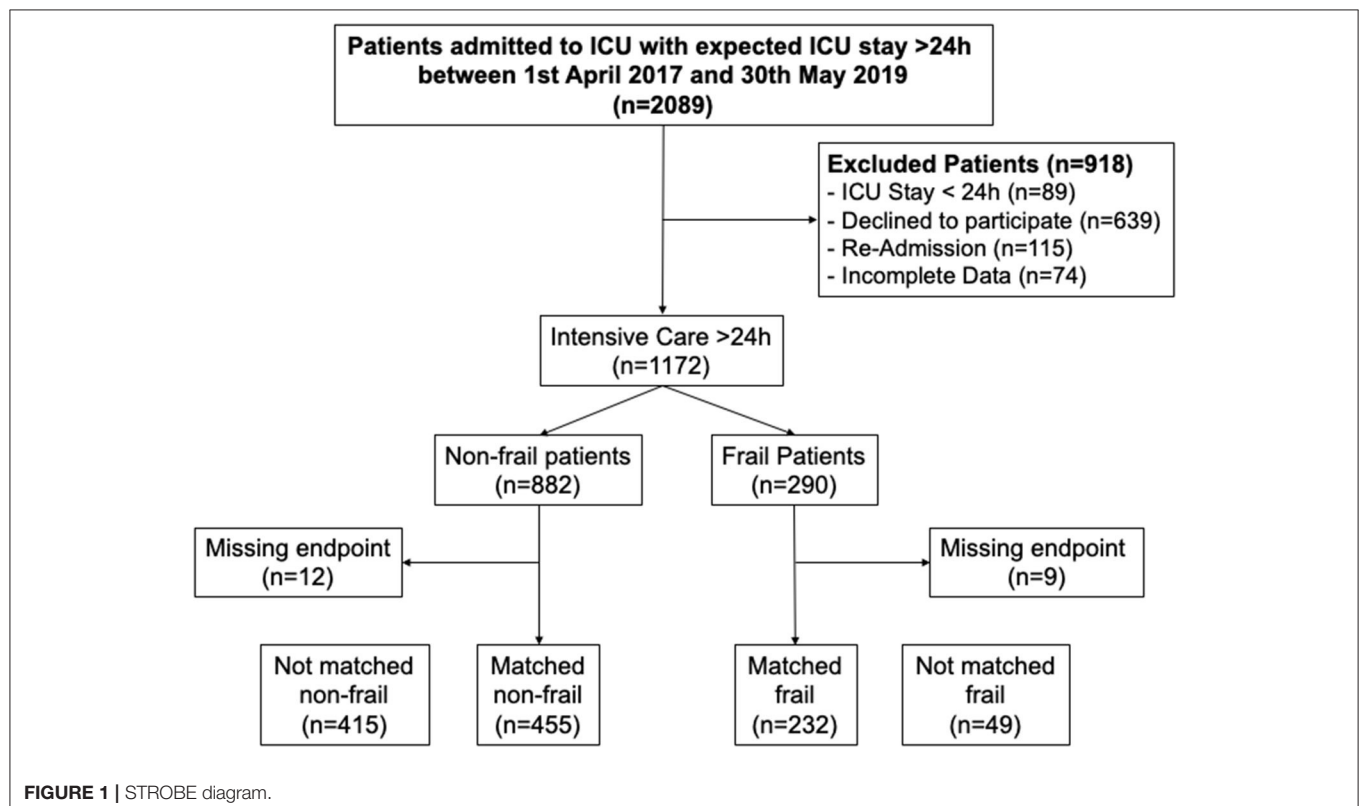 Patients admitted to ICU with expected ICU stay >24h
between 1st April 2017 and 30th May 2019
(n=2089)
Excluded Patients (n=918)
- ICU Stay < 24h (n=89)
- Declined to participate (n=639)
- Re-Admission (n=115)
- Incomplete Data (n=74)
Intensive Care >24h
(n=1172)
Non-frail patients
(n=882)
Frail Patients
(n=290)
Missing endpoint
(n=12)
Missing endpoint
(n=9)
Not matched
non-frail
(n=415)
Matched
non-frail
(n=455)
Matched
frail
(n=232)
Not matched
frail
(n=49)
FIGURE 1 | STROBE diagram.